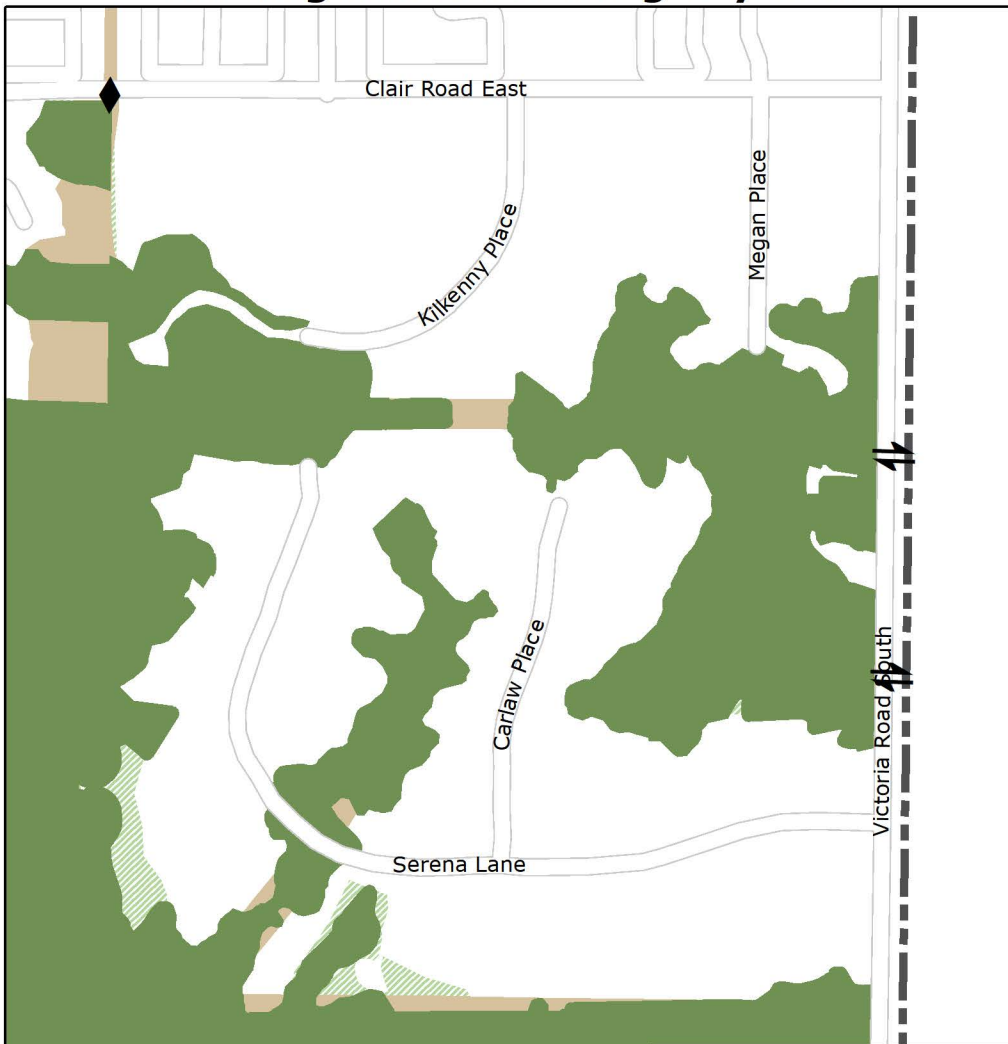 Clair Road East
Megan Place
Kilkenny Place
Carlaw Place
Victoria Road South
Serena Lane